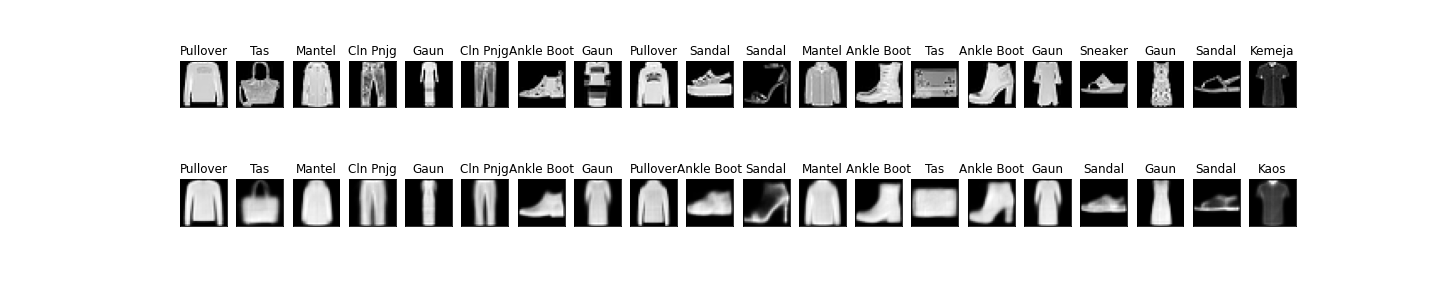 Pullover Tas Mantel Cln Pnjg Gaun Cln Pnjg Ankle Boot Gaun Pullover Sandal Sandal Mantel Ankle Boot Tas Ankle Boot Gaun Sneaker Gaun Sandal Kemeja
Pullover Tas Mantel Cln Pnjg Gaun Cln Pnjg Ankle Boot Gaun Pullover Ankle Boot Sandal Mantel Ankle Boot Tas Ankle Boot Gaun Sandal Gaun Sandal Kaos